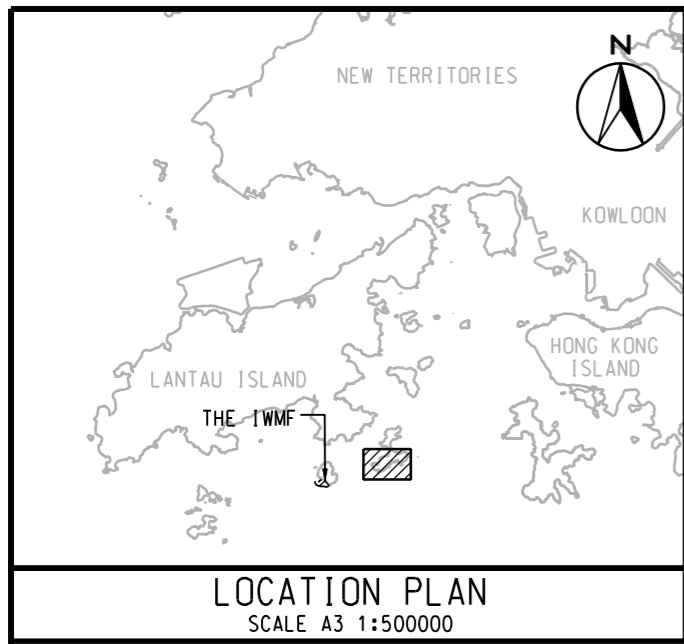 N
NEW TERRITORIES
KOWLOON
HONG KONG
ISLAND
LANTAU ISLAND
THE IWMF
LOCATION PLAN
SCALE A3 1:500000